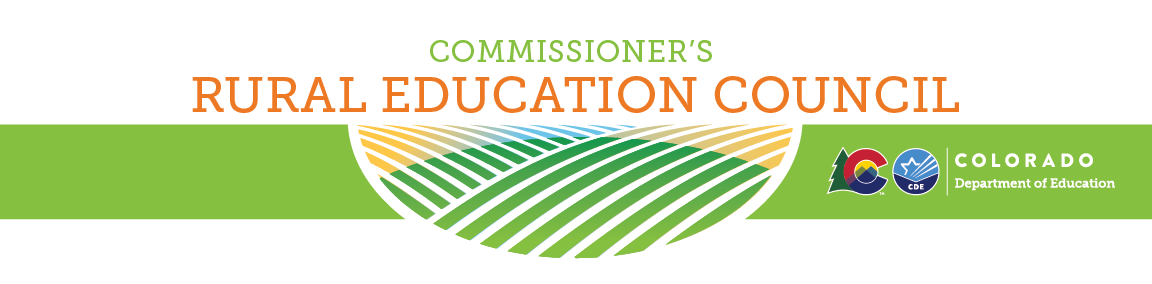 COMMISSIONER'S
RURAL EDUCATION COUNCIL
COLORADO
CDE
Department of Education